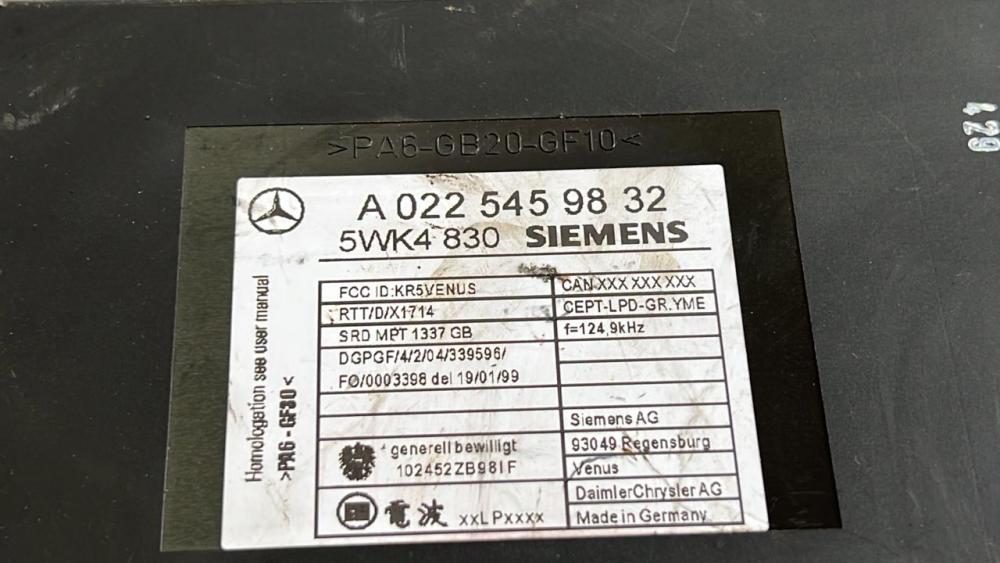 >PA6-GB20-GF10<
A 022 545 98 32
5WK4 830 SIEMENS
FCC ID:KR5VENUS
CAN XXX XXX XXX
RTT/D/X1714
CEPT-LPD-GR.YME
SRD MPT 1337 GB
f=124,9kHz
DGPGF/4/2/04/339596/
FØ/0003398 del 19/01/99
Siemens AG
generell bewilligt
93049 Regensburg
102452ZB98IF
Venus
DaimlerChrysler AG
電波 xxLPxxxx
Made in Germany
Homologation see user manual
>PA6-GF30<
621